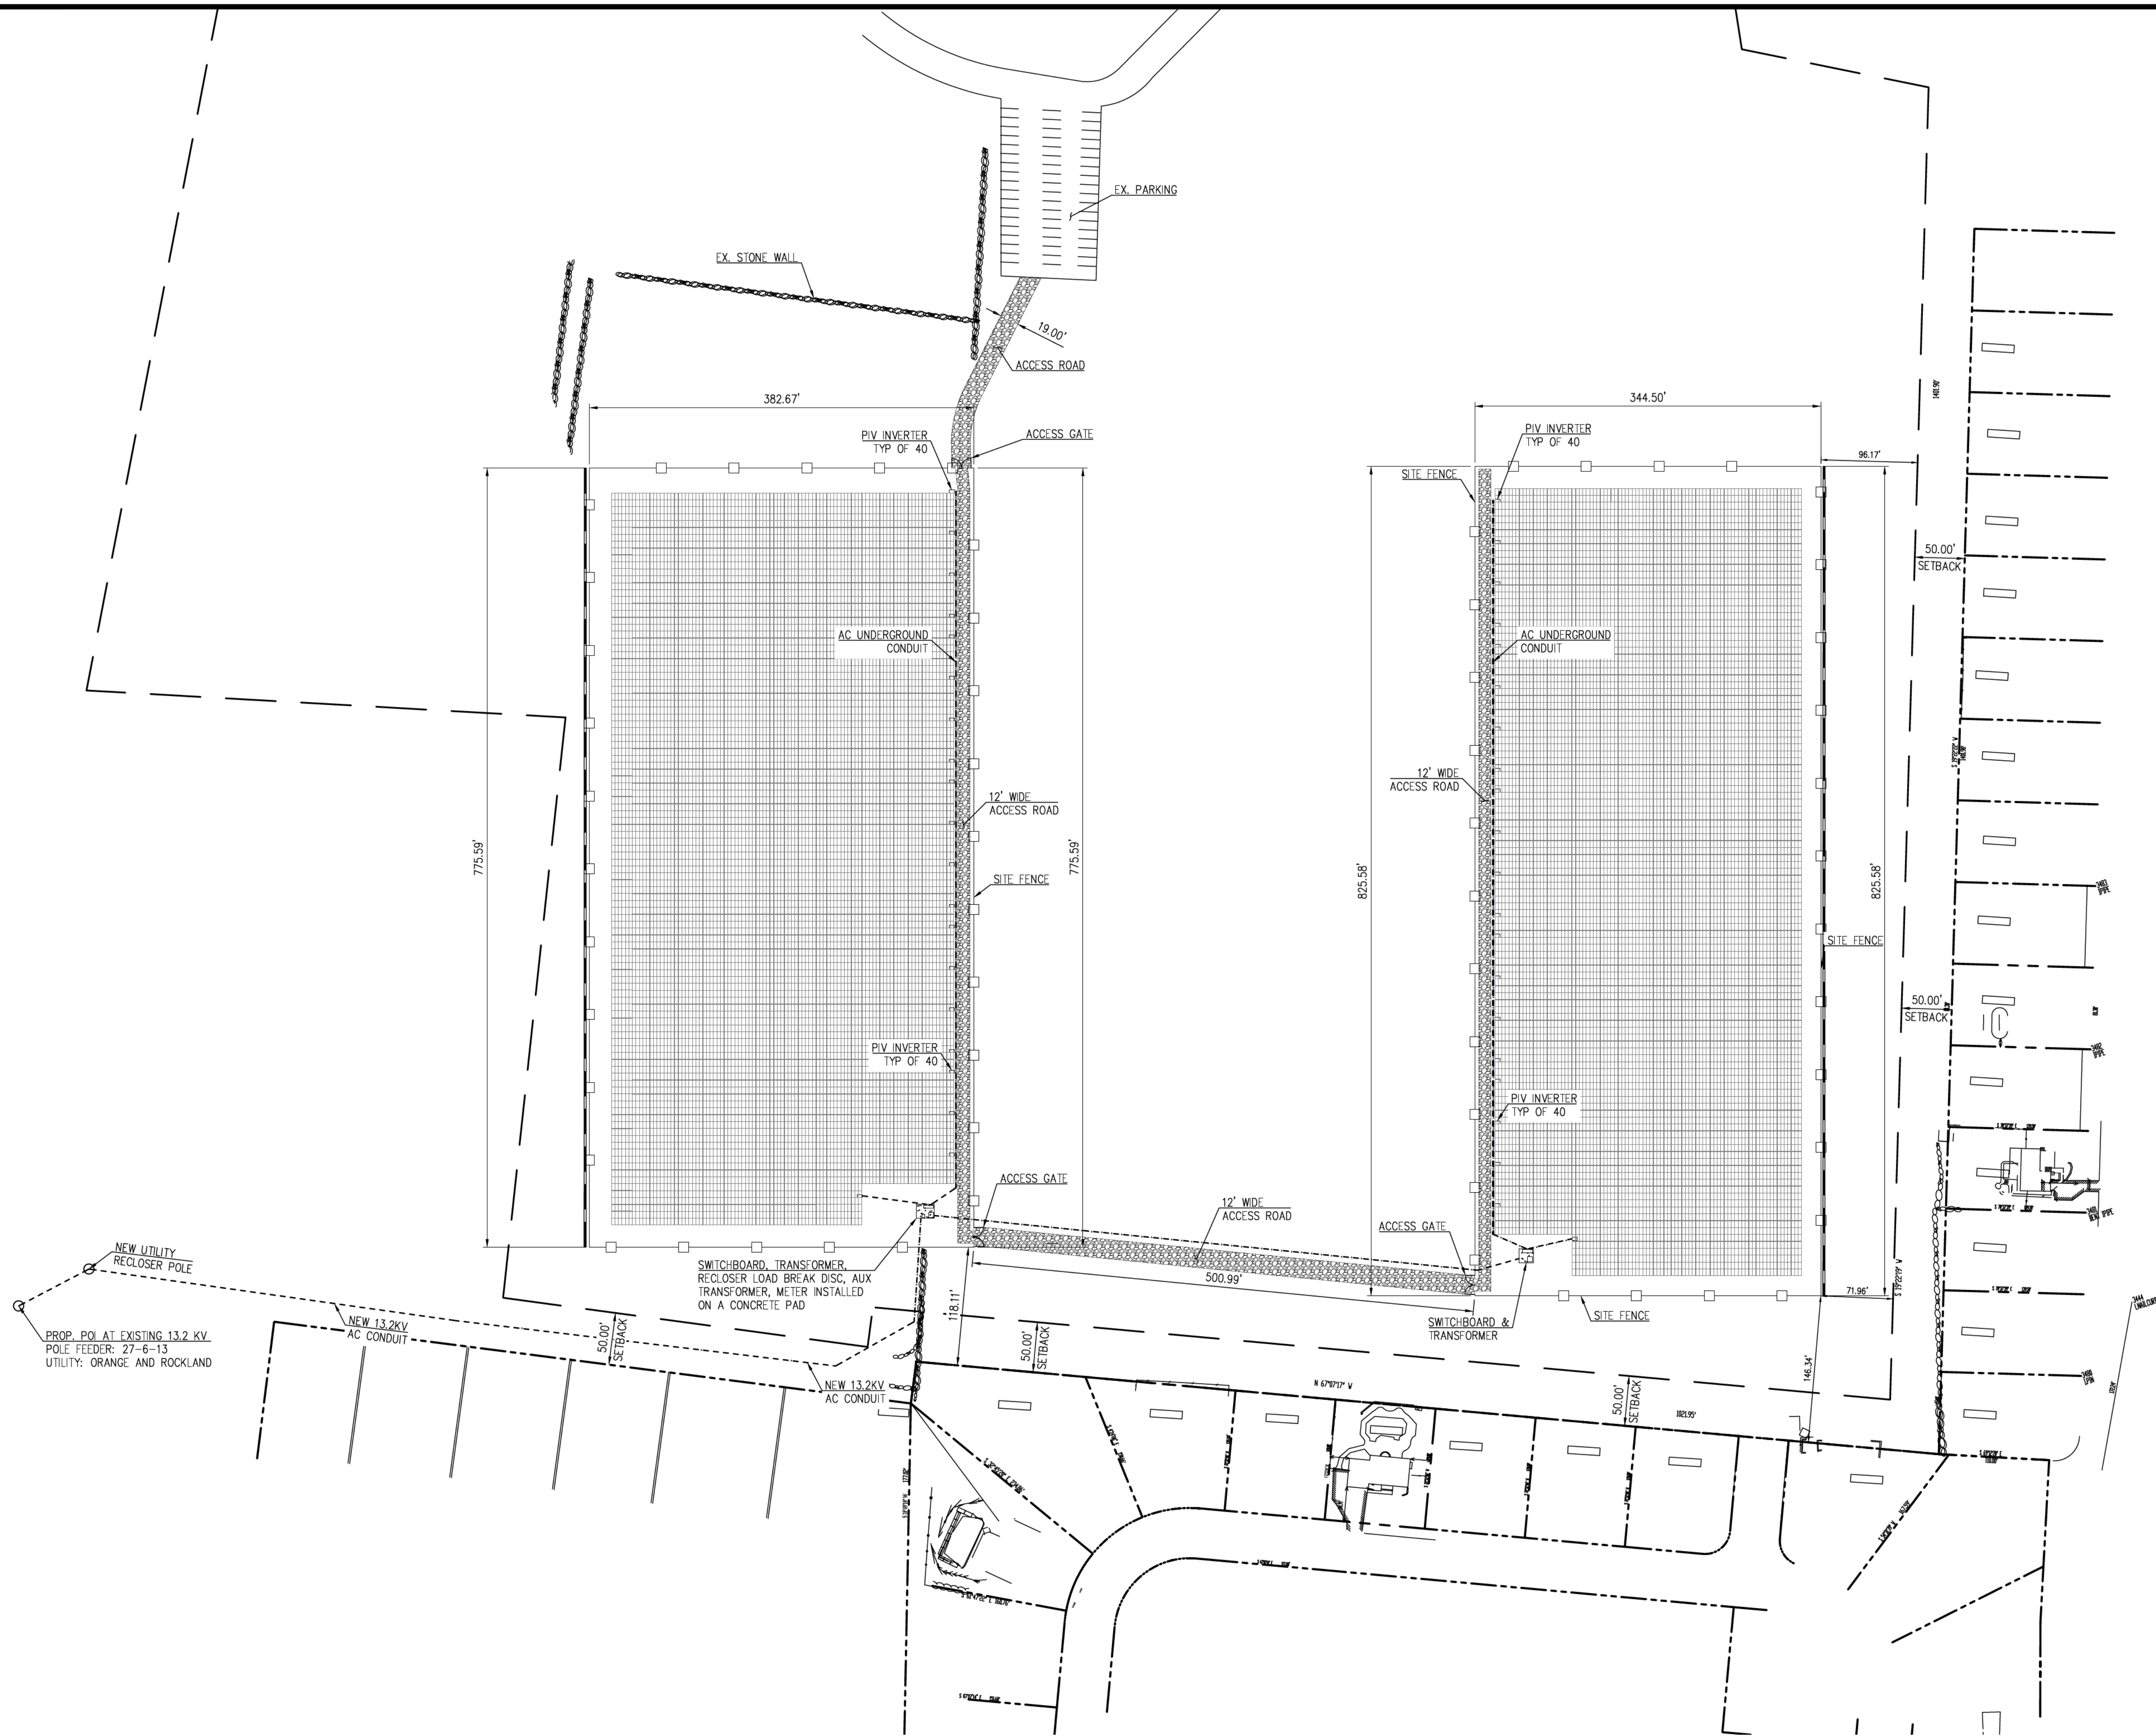 EX. PARKING
EX. STONE WALL
19.00'
ACCESS ROAD
382.67'
344.50'
1401.90'
PIV INVERTER
TYP OF 40
ACCESS GATE
PIV INVERTER
TYP OF 40
96.17'
SITE FENCE
50.00'
SETBACK
AC UNDERGROUND
CONDUIT
AC UNDERGROUND
CONDUIT
12' WIDE
ACCESS ROAD
12' WIDE
ACCESS ROAD
775.59'
775.59'
825.58'
825.58'
SITE FENCE
SITE FENCE
50.00'
SETBACK
PIV INVERTER
TYP OF 40
PIV INVERTER
TYP OF 40
ACCESS GATE
12' WIDE
ACCESS ROAD
ACCESS GATE
NEW UTILITY
RECLOSER POLE
SWITCHBOARD, TRANSFORMER,
RECLOSER LOAD BREAK DISC, AUX
TRANSFORMER, METER INSTALLED
ON A CONCRETE PAD
500.99'
118.11'
71.96'
SWITCHBOARD &
TRANSFORMER
SITE FENCE
PROP. POI AT EXISTING 13.2 KV
POLE FEEDER: 27-6-13
UTILITY: ORANGE AND ROCKLAND
NEW 13.2KV
AC CONDUIT
50.00'
SETBACK
50.00'
SETBACK
146.34'
NEW 13.2KV
AC CONDUIT
N 67°07'17" W
50.00'
SETBACK
1021.95'